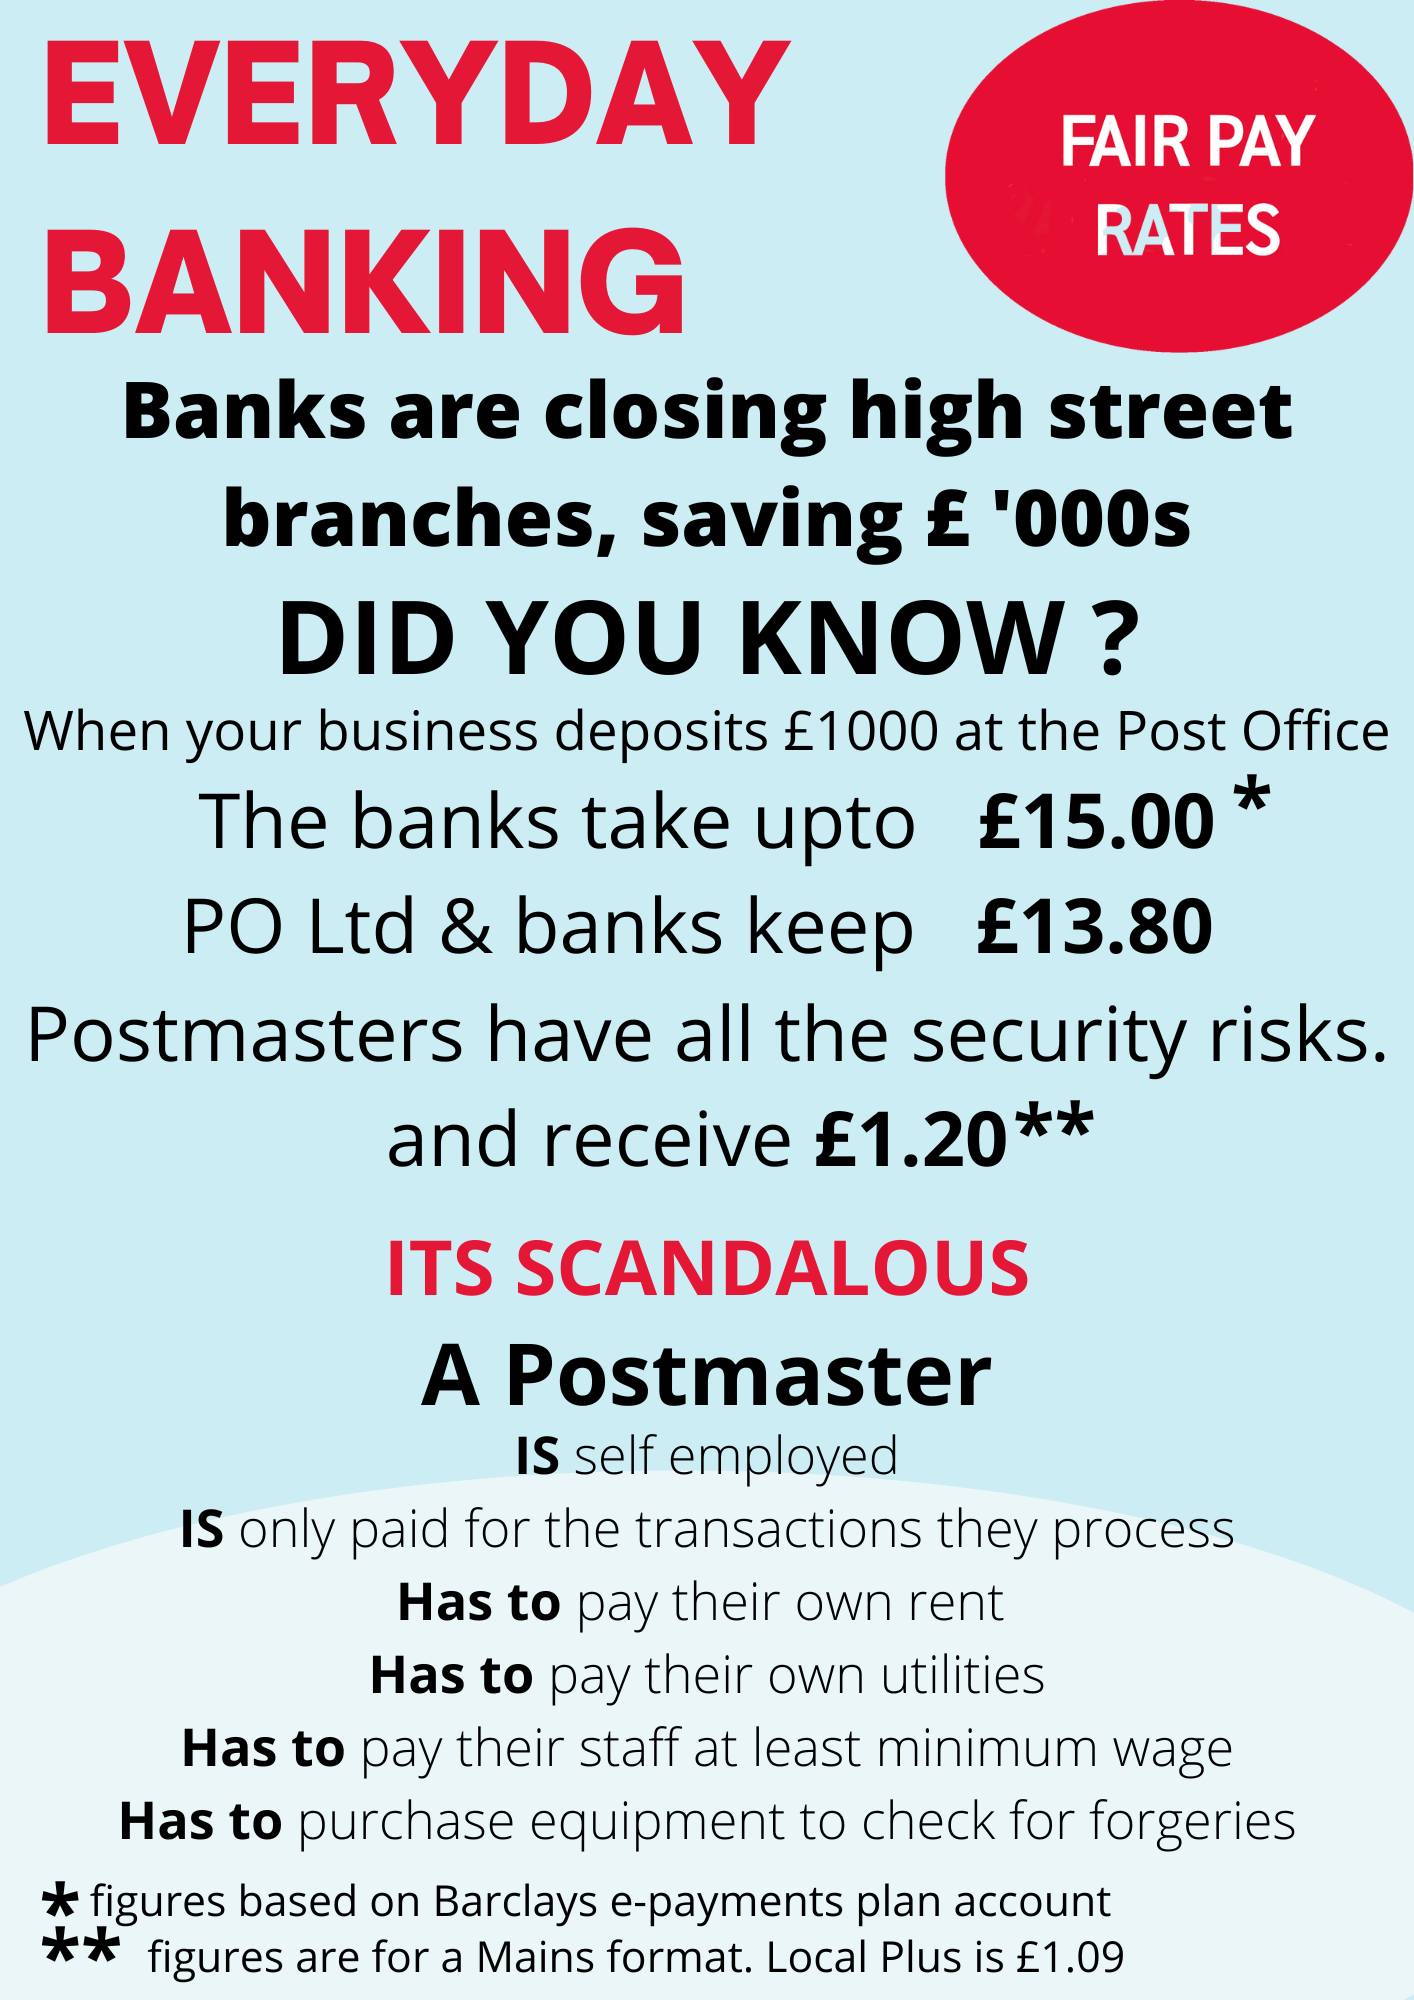 EVERYDAY
BANKING
FAIR PAY
RATES
Banks are closing high street
branches, saving £ '000s
DID YOU KNOW ?
When your business deposits £1000 at the Post Office
The banks take upto £15.00 *
PO Ltd & banks keep £13.80
Postmasters have all the security risks.
and receive £1.20**
ITS SCANDALOUS
A Postmaster
IS self employed
IS only paid for the transactions they process
Has to pay their own rent
Has to pay their own utilities
Has to pay their staff at least minimum wage
Has to purchase equipment to check for forgeries
* figures based on Barclays e-payments plan account
** figures are for a Mains format. Local Plus is £1.09